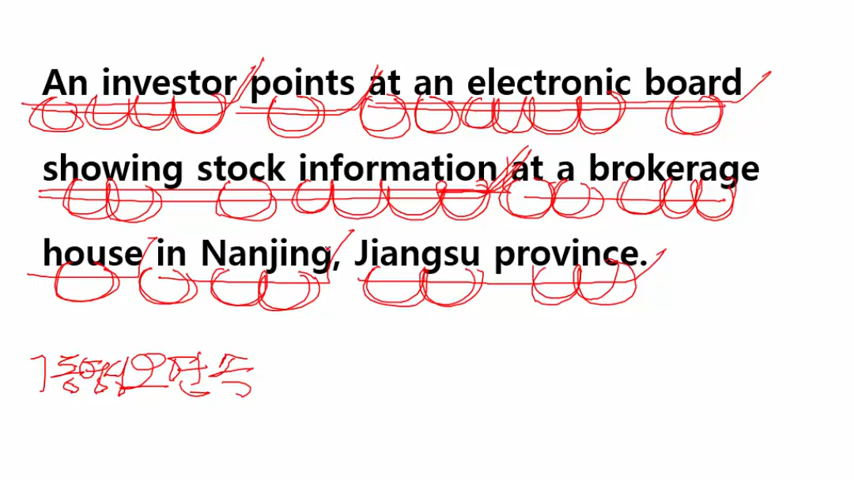 An investor points at an electronic board
showing stock information at a brokerage
house in Nanjing, Jiangsu province.